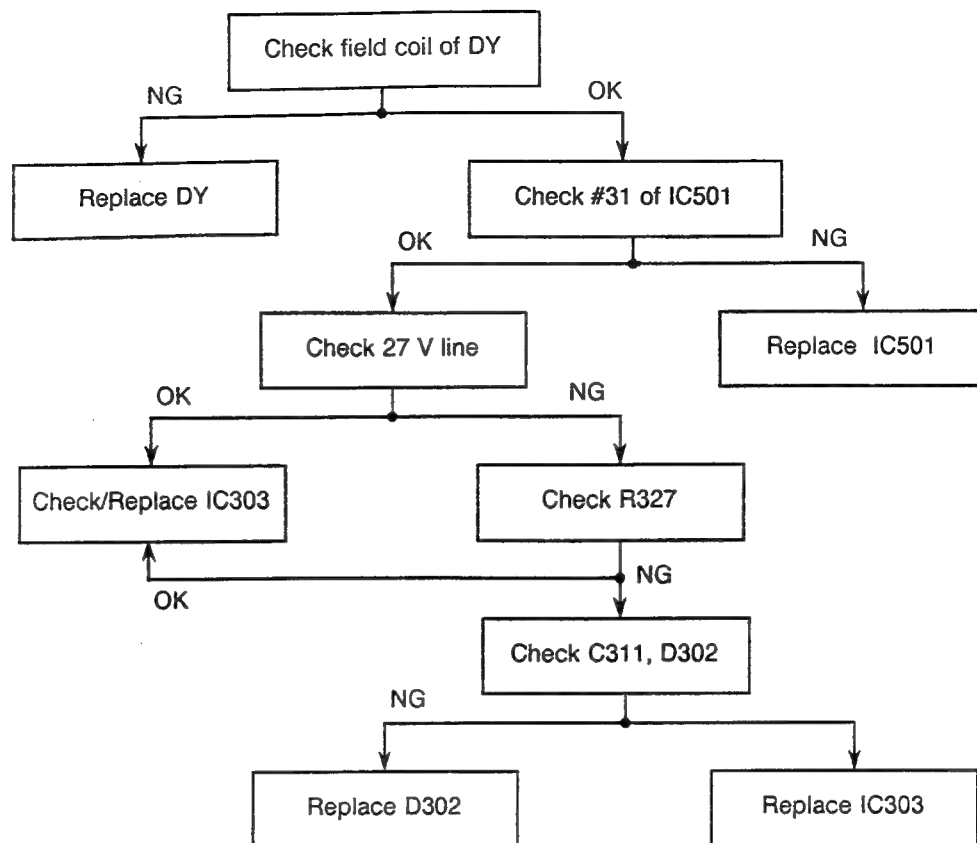 Check field coil of DY
NG
OK
Replace DY
Check #31 of IC501
OK
NG
Check 27 V line
Replace IC501
OK
NG
Check/Replace IC303
Check R327
OK
NG
Check C311, D302
NG
Replace D302
Replace IC303